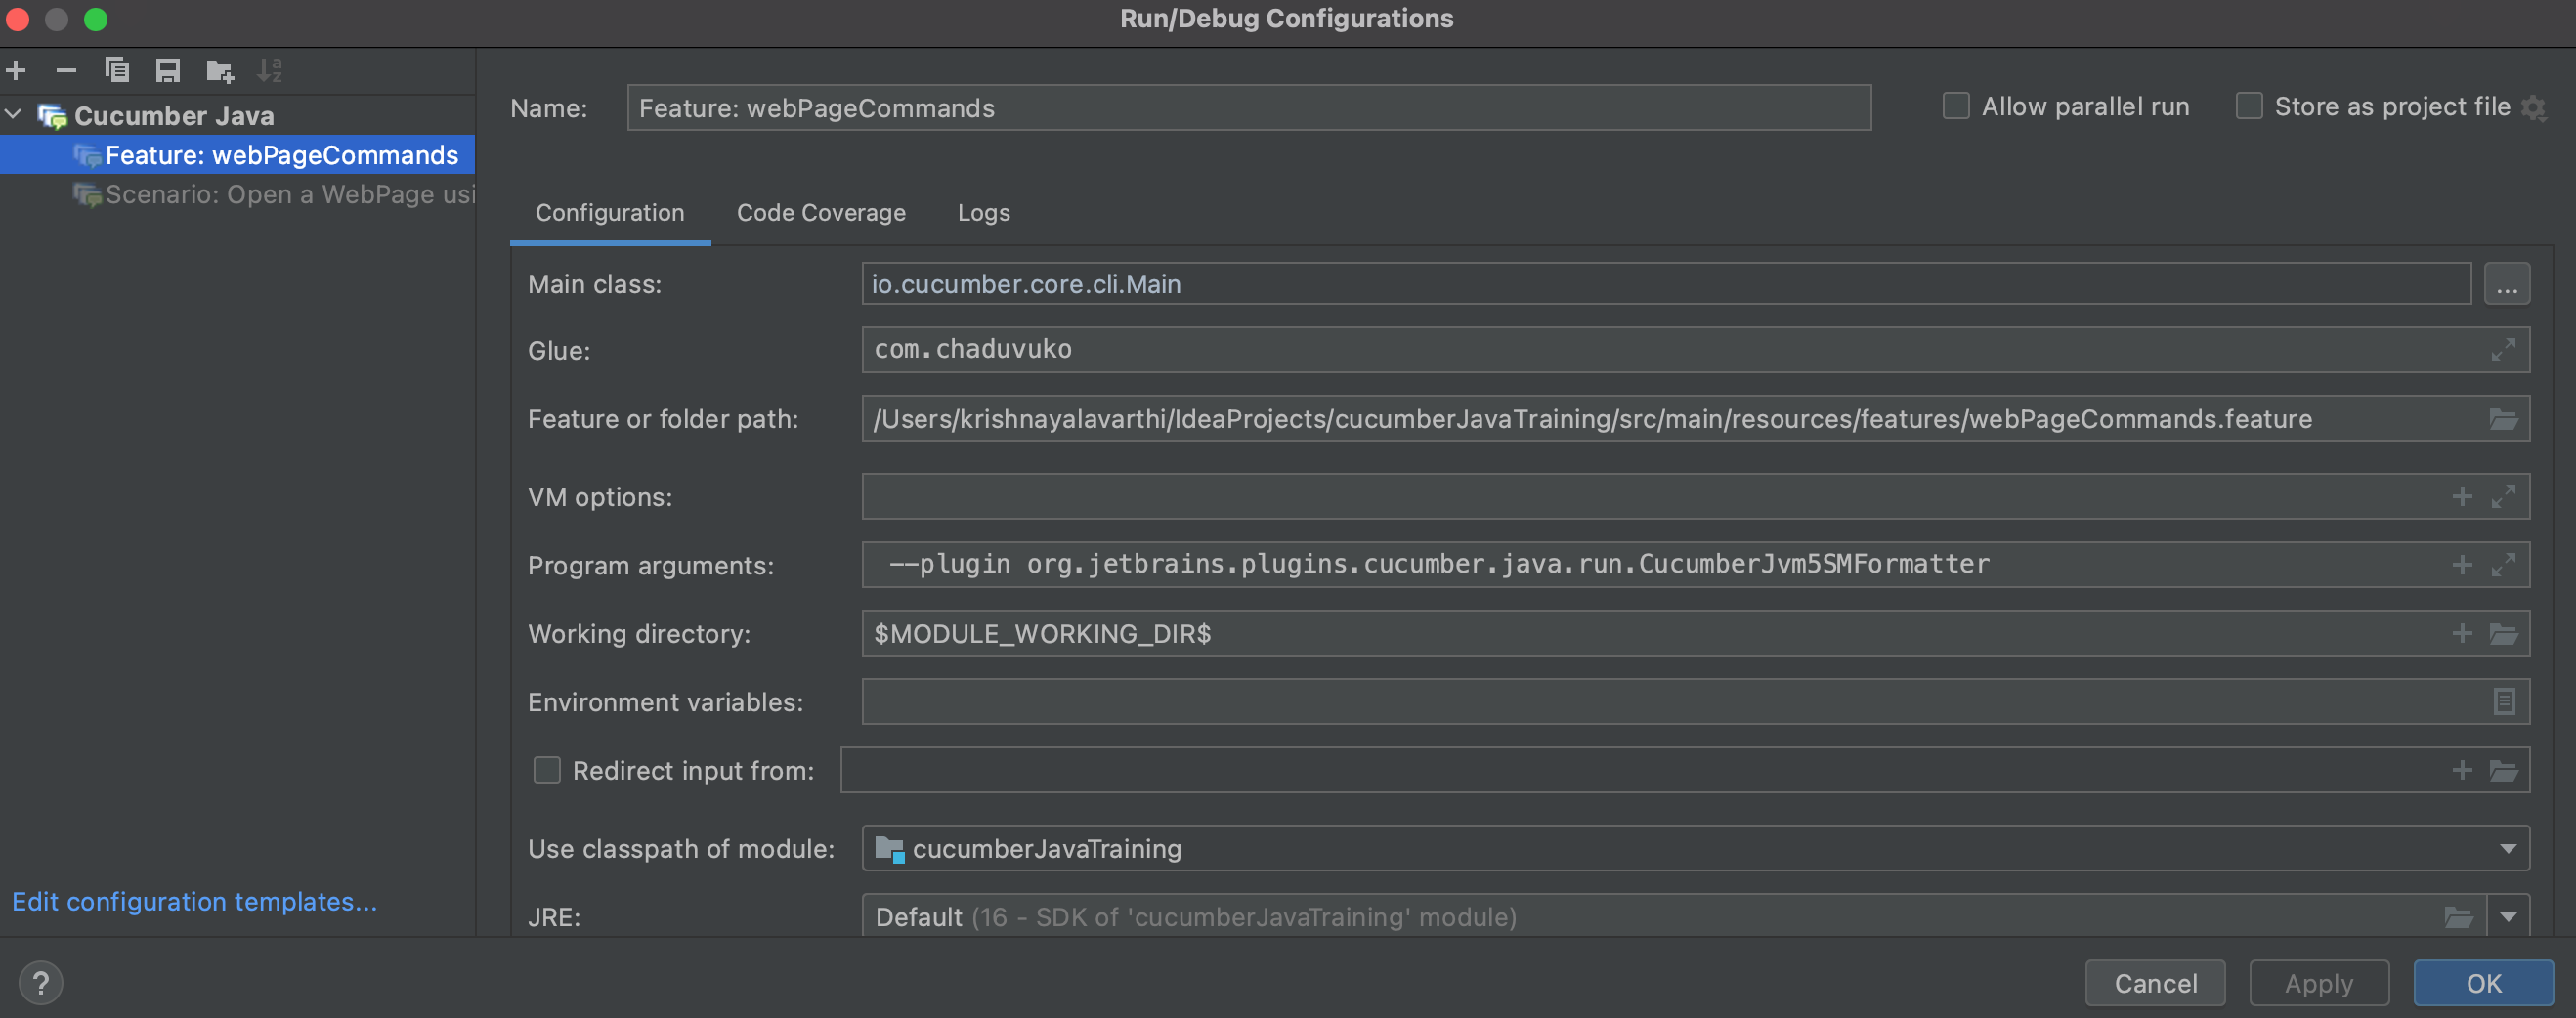 Run/Debug Configurations
Cucumber Java
Feature: webPageCommands
Scenario: Open a WebPage usi
Edit configuration templates...
Name: Feature: webPageCommands
Allow parallel run
Store as project file
Configuration Code Coverage Logs
Main class: io.cucumber.core.cli.Main ...
Glue: com.chaduvuko
Feature or folder path: /Users/krishnayalavarthi/IdeaProjects/cucumberJavaTraining/src/main/resources/features/webPageCommands.feature
VM options:
Program arguments: --plugin org.jetbrains.plugins.cucumber.java.run.CucumberJvm5SMFormatter
Working directory: $MODULE_WORKING_DIR$
Environment variables:
Redirect input from:
Use classpath of module: cucumberJavaTraining
JRE: Default (16 - SDK of 'cucumberJavaTraining' module)
? Cancel Apply OK